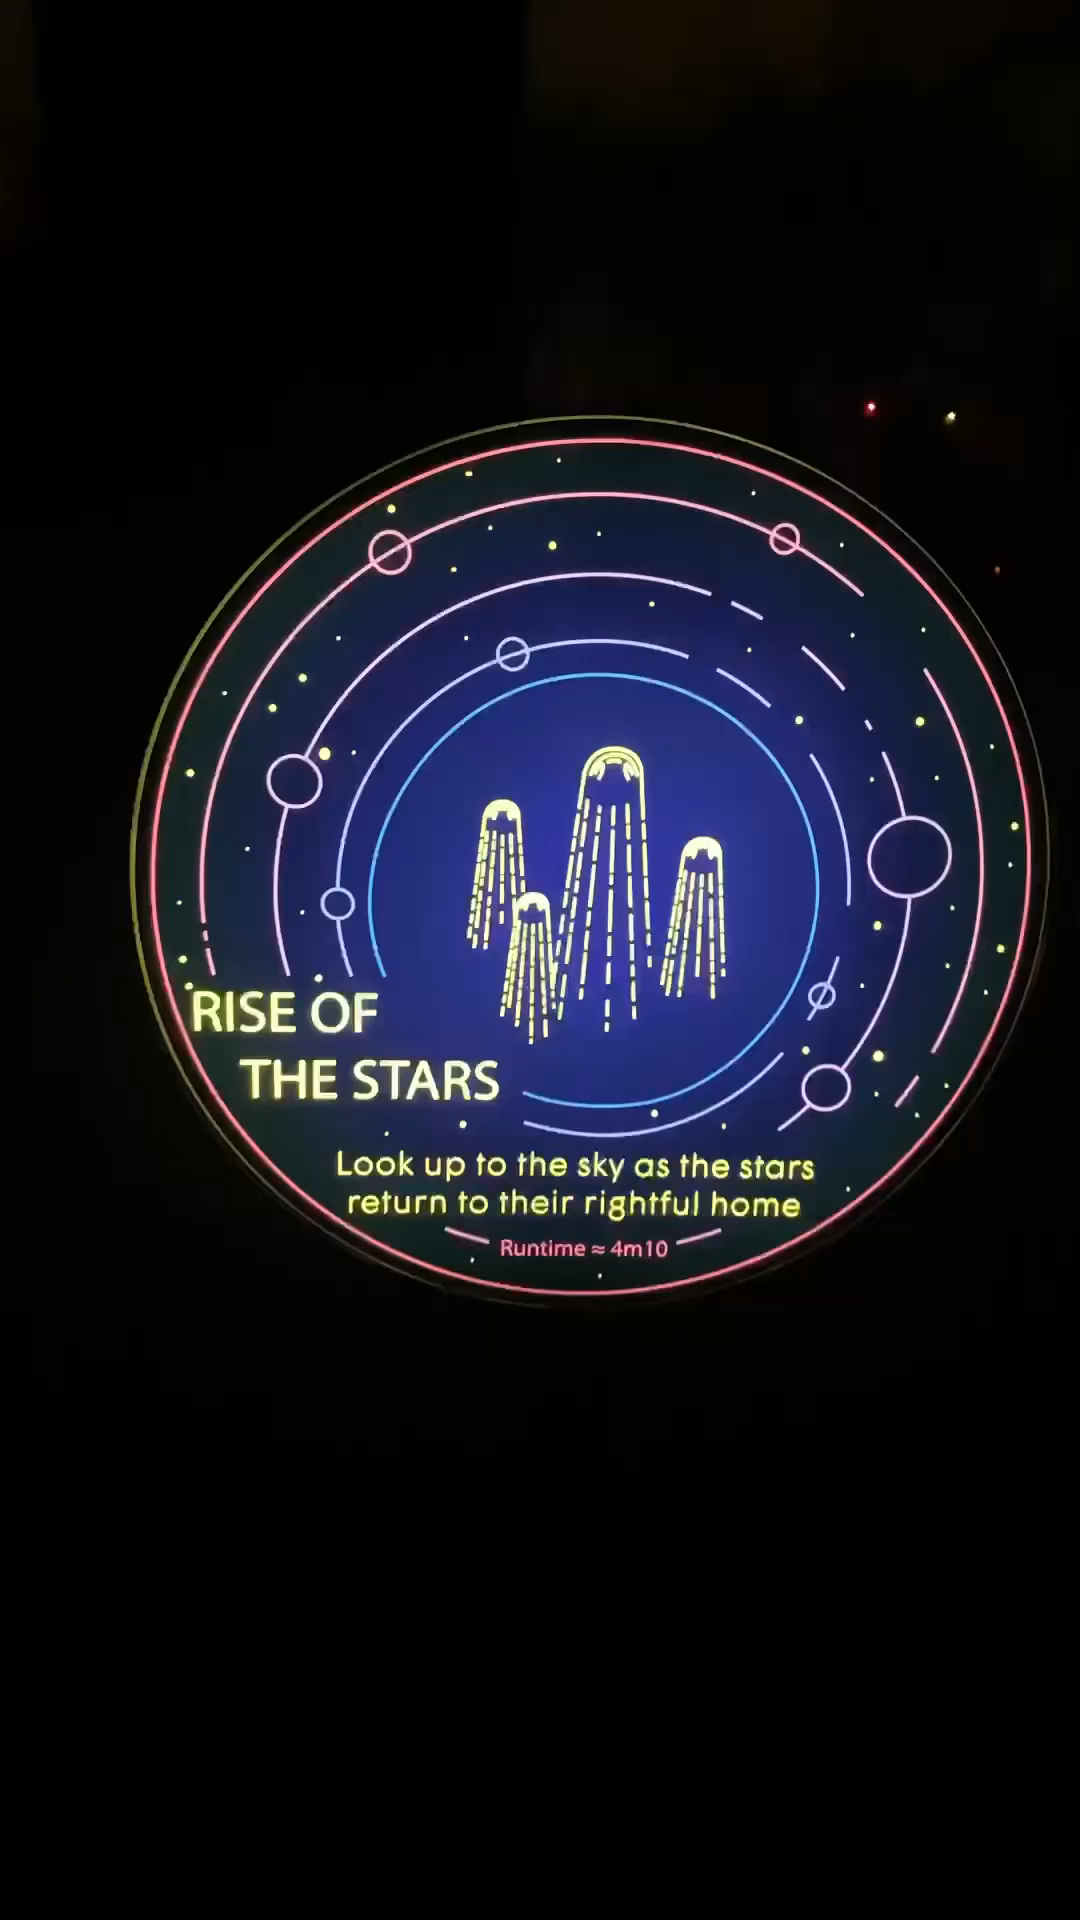 RISE OF
THE STARS
Look up to the sky as the stars
return to their rightful home
Runtime ≈ 4m10